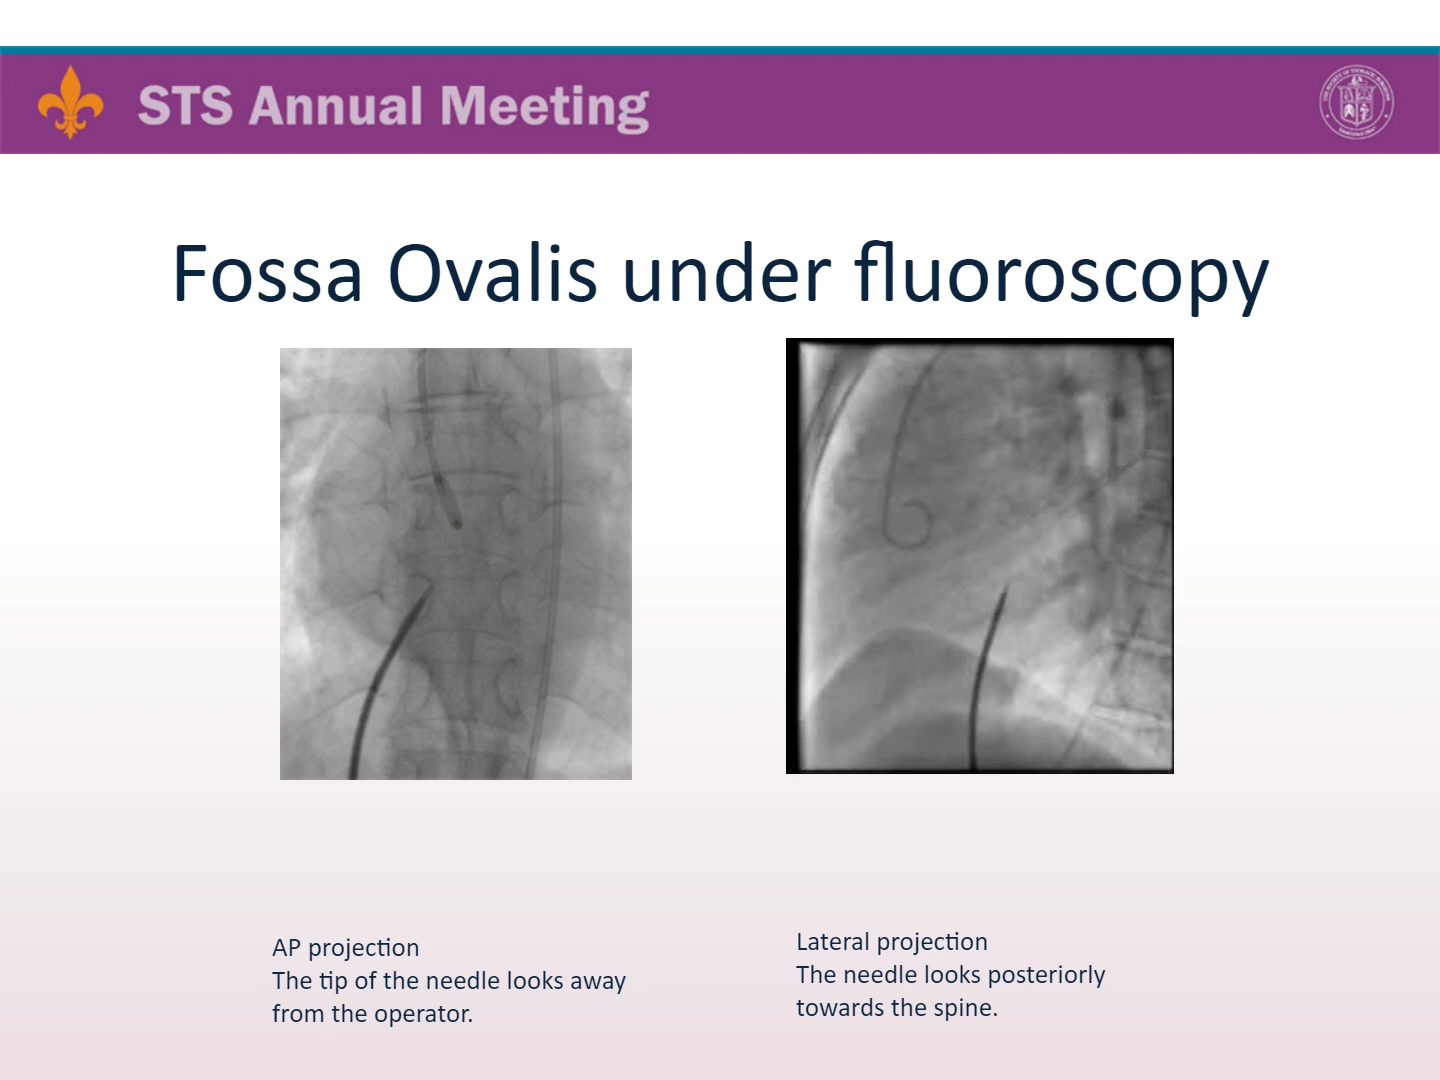 STS Annual Meeting
Fossa Ovalis under fluoroscopy
AP projection
The tip of the needle looks away
from the operator.
Lateral projection
The needle looks posteriorly
towards the spine.